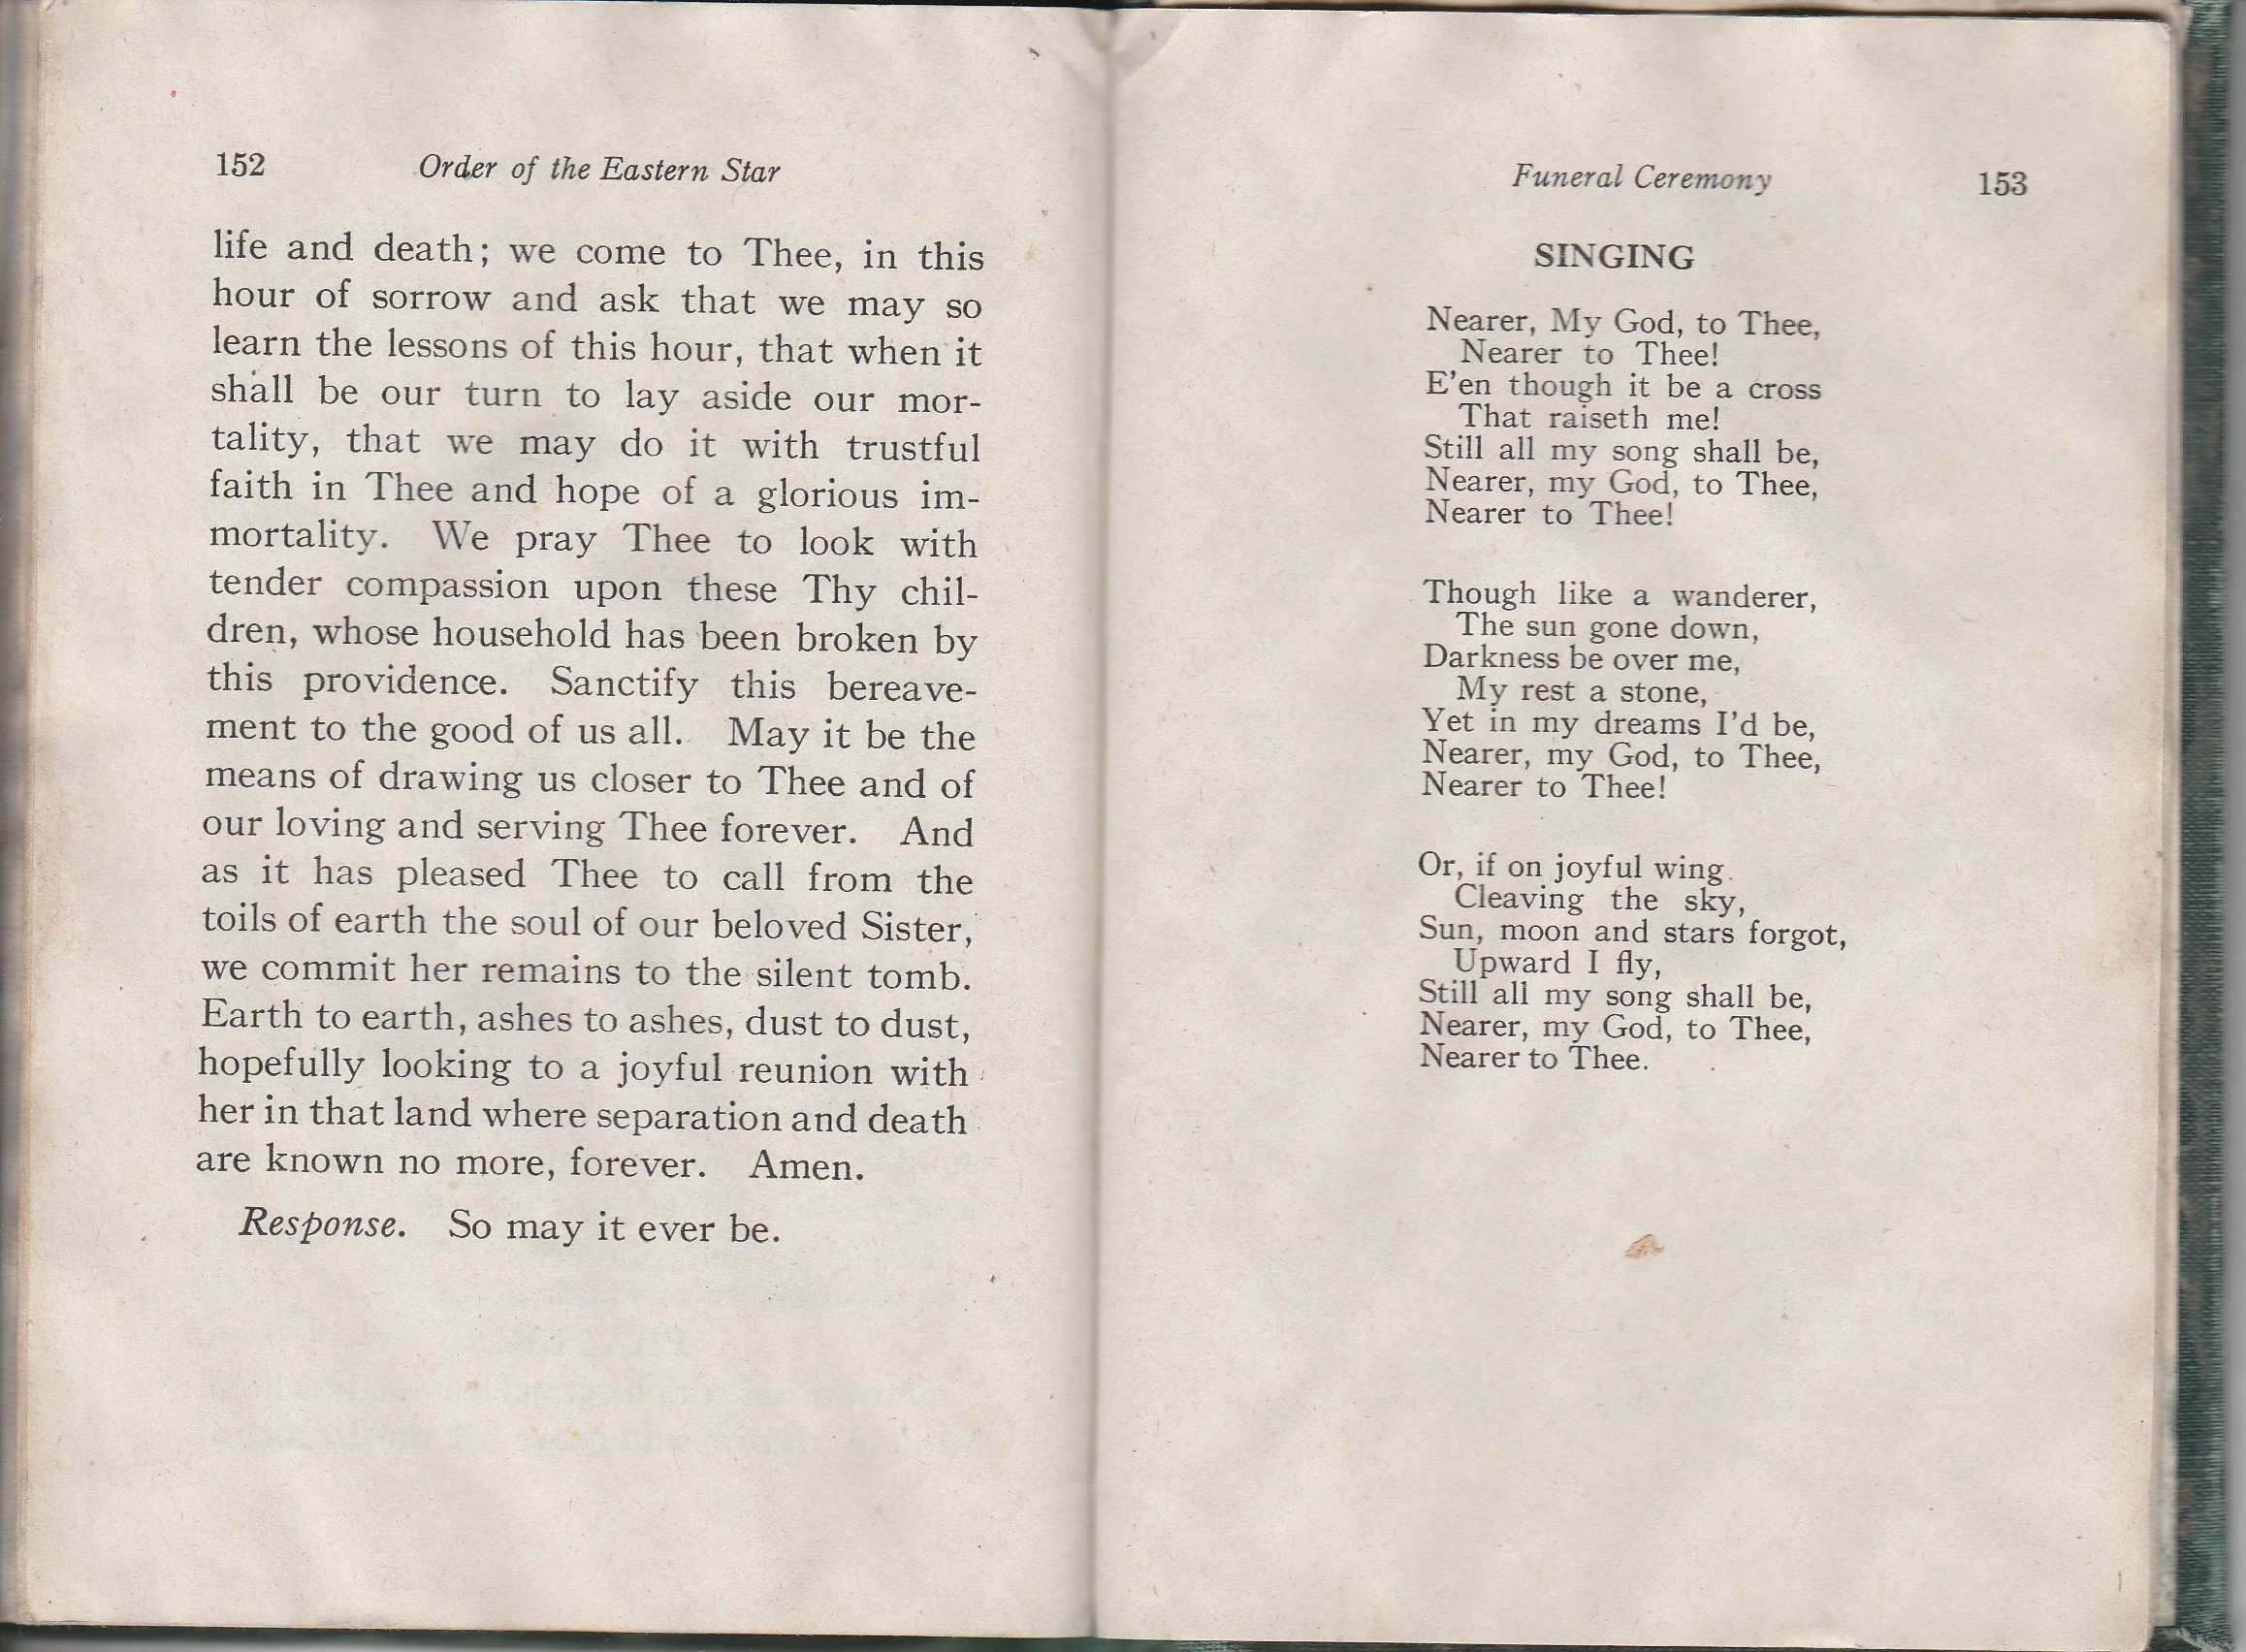 152 Order of the Eastern Star
life and death; we come to Thee, in this
hour of sorrow and ask that we may so
learn the lessons of this hour, that when it
shall be our turn to lay aside our mor-
tality, that we may do it with trustful
faith in Thee and hope of a glorious im-
mortality. We pray Thee to look with
tender compassion upon these Thy chil-
dren, whose household has been broken by
this providence. Sanctify this bereave-
ment to the good of us all. May it be the
means of drawing us closer to Thee and of
our loving and serving Thee forever. And
as it has pleased Thee to call from the
toils of earth the soul of our beloved Sister,
we commit her remains to the silent tomb.
Earth to earth, ashes to ashes, dust to dust,
hopefully looking to a joyful reunion with
her in that land where separation and death
are known no more, forever. Amen.
Response. So may it ever be.
Funeral Ceremony 153
SINGING
Nearer, My God, to Thee,
Nearer to Thee!
E'en though it be a cross
That raiseth me!
Still all my song shall be,
Nearer, my God, to Thee,
Nearer to Thee!
Though like a wanderer,
The sun gone down,
Darkness be over me,
My rest a stone,
Yet in my dreams I'd be,
Nearer, my God, to Thee,
Nearer to Thee!
Or, if on joyful wing
Cleaving the sky,
Sun, moon and stars forgot,
Upward I fly,
Still all my song shall be,
Nearer, my God, to Thee,
Nearer to Thee.